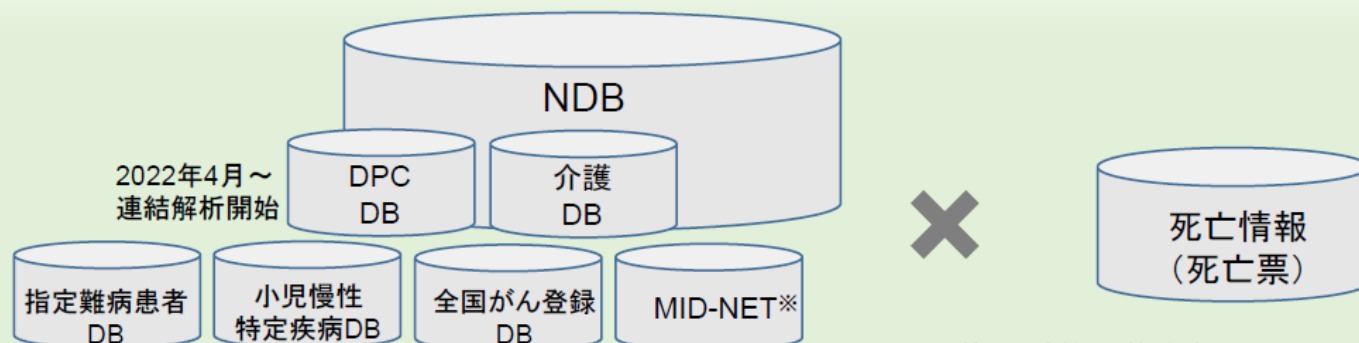 NDB
2022年4月～
連結解析開始
DPC
DB
介護
DB
死亡情報
（死亡票）
指定難病患者
DB
小児慢性
特定疾病DB
全国がん登録
DB
MID-NET※